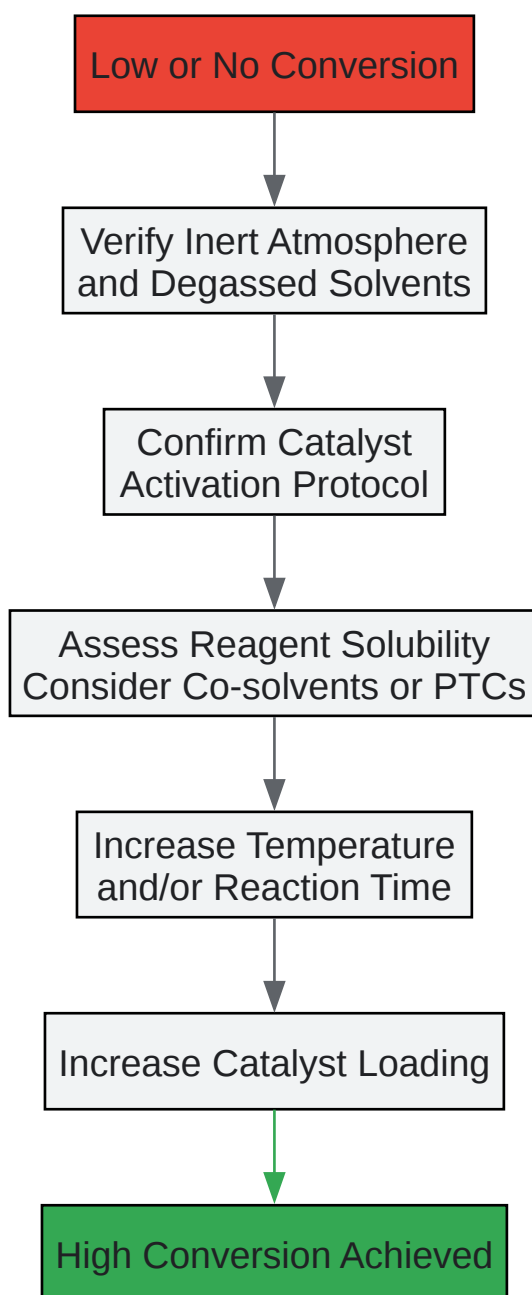 Low or No Conversion
Verify Inert Atmosphere
and Degassed Solvents
Confirm Catalyst
Activation Protocol
Assess Reagent Solubility
Consider Co-solvents or PTCs
Increase Temperature
and/or Reaction Time
Increase Catalyst Loading
High Conversion Achieved